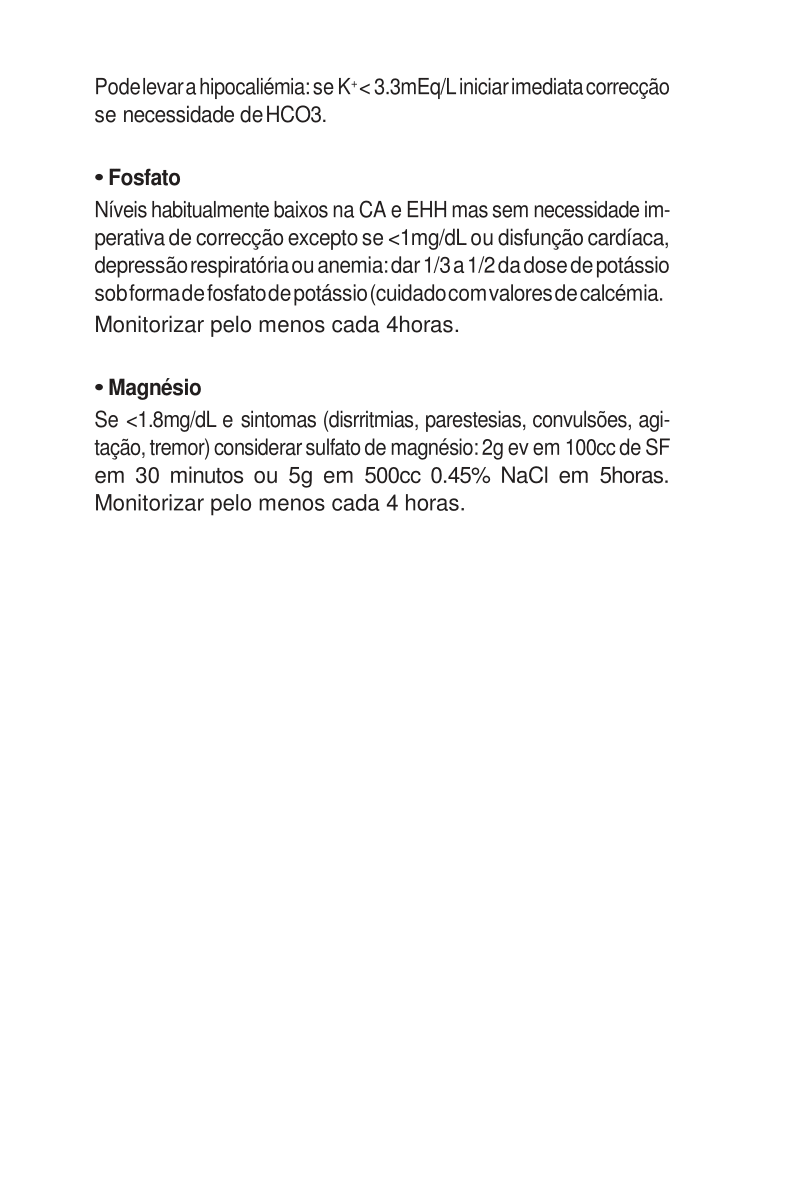 Pode levar a hipocaliémia: se K+ < 3.3mEq/L iniciar imediata correcção
se necessidade de HCO3.
• Fosfato
Níveis habitualmente baixos na CA e EHH mas sem necessidade im-
perativa de correcção excepto se <1mg/dL ou disfunção cardíaca,
depressão respiratória ou anemia: dar 1/3 a 1/2 da dose de potássio
sob forma de fosfato de potássio (cuidado com valores de calcémia.
Monitorizar pelo menos cada 4horas.
• Magnésio
Se <1.8mg/dL e sintomas (disrritmias, parestesias, convulsões, agi-
tação, tremor) considerar sulfato de magnésio: 2g ev em 100cc de SF
em 30 minutos ou 5g em 500cc 0.45% NaCl em 5horas.
Monitorizar pelo menos cada 4 horas.